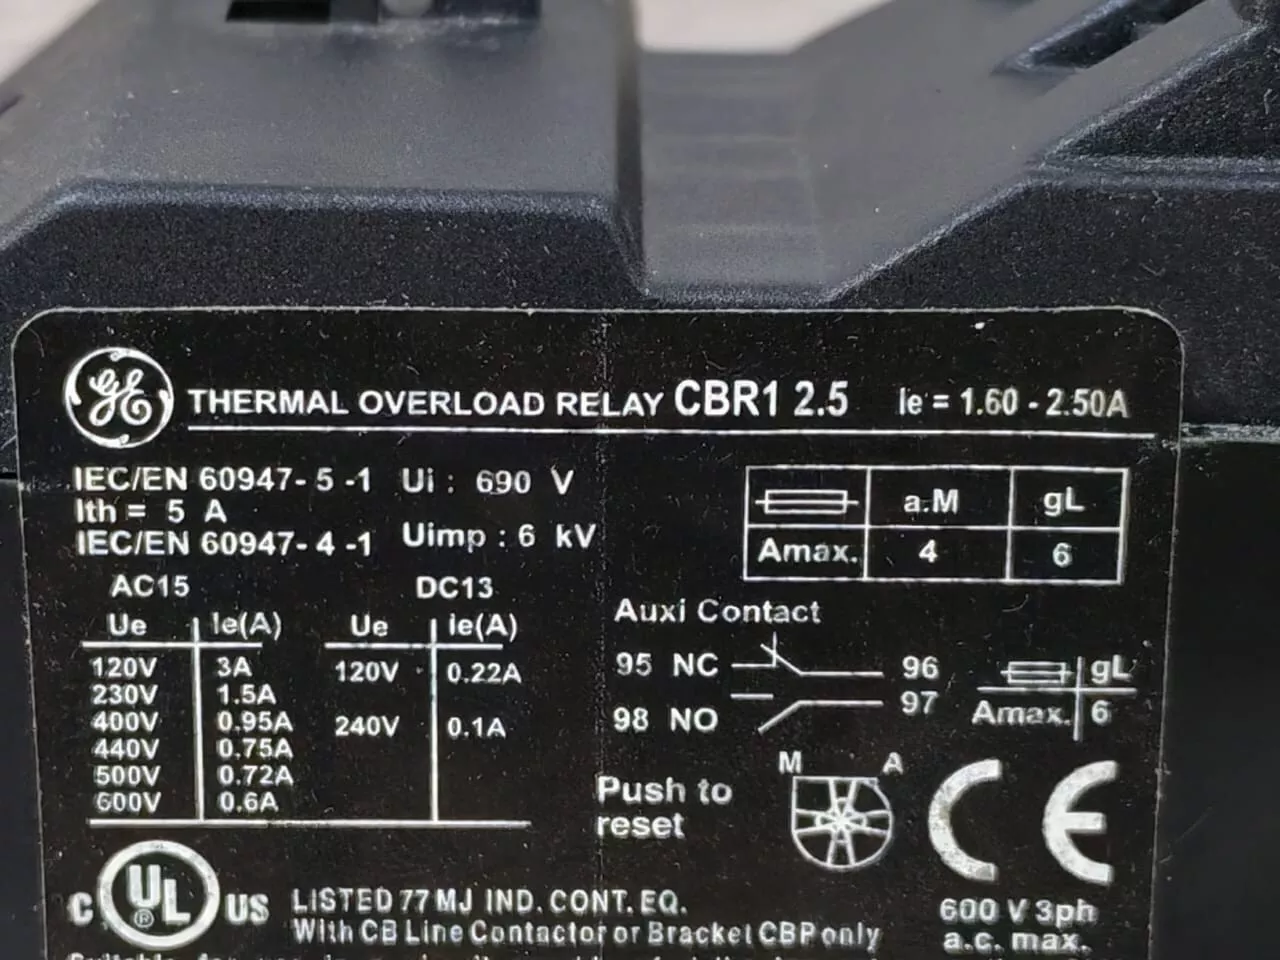 GE THERMAL OVERLOAD RELAY CBR1 2.5 Ie = 1.60 - 2.50A
IEC/EN 60947- 5 -1 Ui : 690 V
Ith = 5 A
IEC/EN 60947- 4 -1 Uimp : 6 kV
a.M gL
Amax. 4 6
AC15 DC13
Ue Ie(A) Ue Ie(A)
120V 3A 120V 0.22A
230V 1.5A
400V 0.95A 240V 0.1A
440V 0.75A
500V 0.72A
600V 0.6A
Auxi Contact
95 NC 96
98 NO 97
gL
Amax. 6
Push to
reset
M A
CE
C UL ® US LISTED 77 MJ IND. CONT. EQ.
With CB Line Contactor or Bracket CBP only
600 V 3ph
a.c. max.